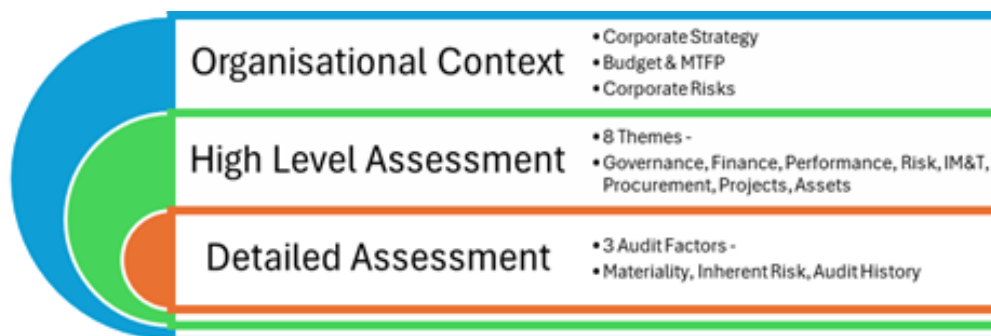 Organisational Context
• Corporate Strategy
• Budget & MTFP
• Corporate Risks
High Level Assessment
• 8 Themes -
• Governance, Finance, Performance, Risk, IM&T,
Procurement, Projects, Assets
Detailed Assessment
• 3 Audit Factors -
• Materiality, Inherent Risk, Audit History